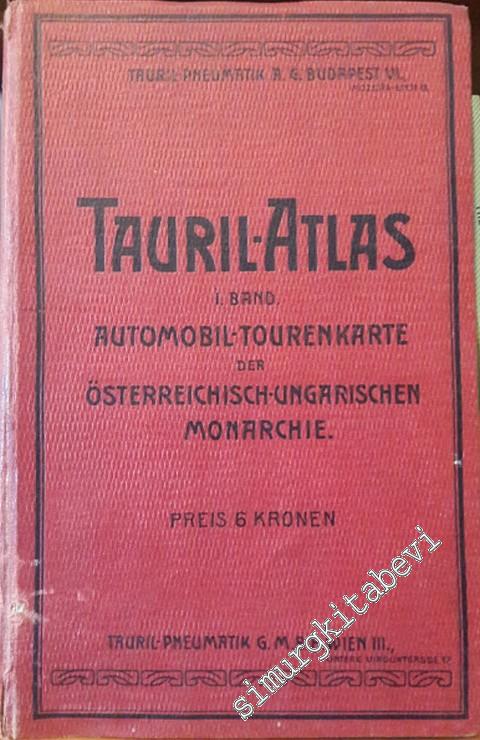 TAURIL-PNEUMATIK A. G. BUDAPEST VI.,
TAURIL-ATLAS
I. BAND.
AUTOMOBIL-TOURENKARTE
DER
ÖSTERREICHISCH-UNGARISCHEN
MONARCHIE.
PREIS 6 KRONEN
TAURIL-PNEUMATIK G. M. WIEN III.,
simurgkitabevi